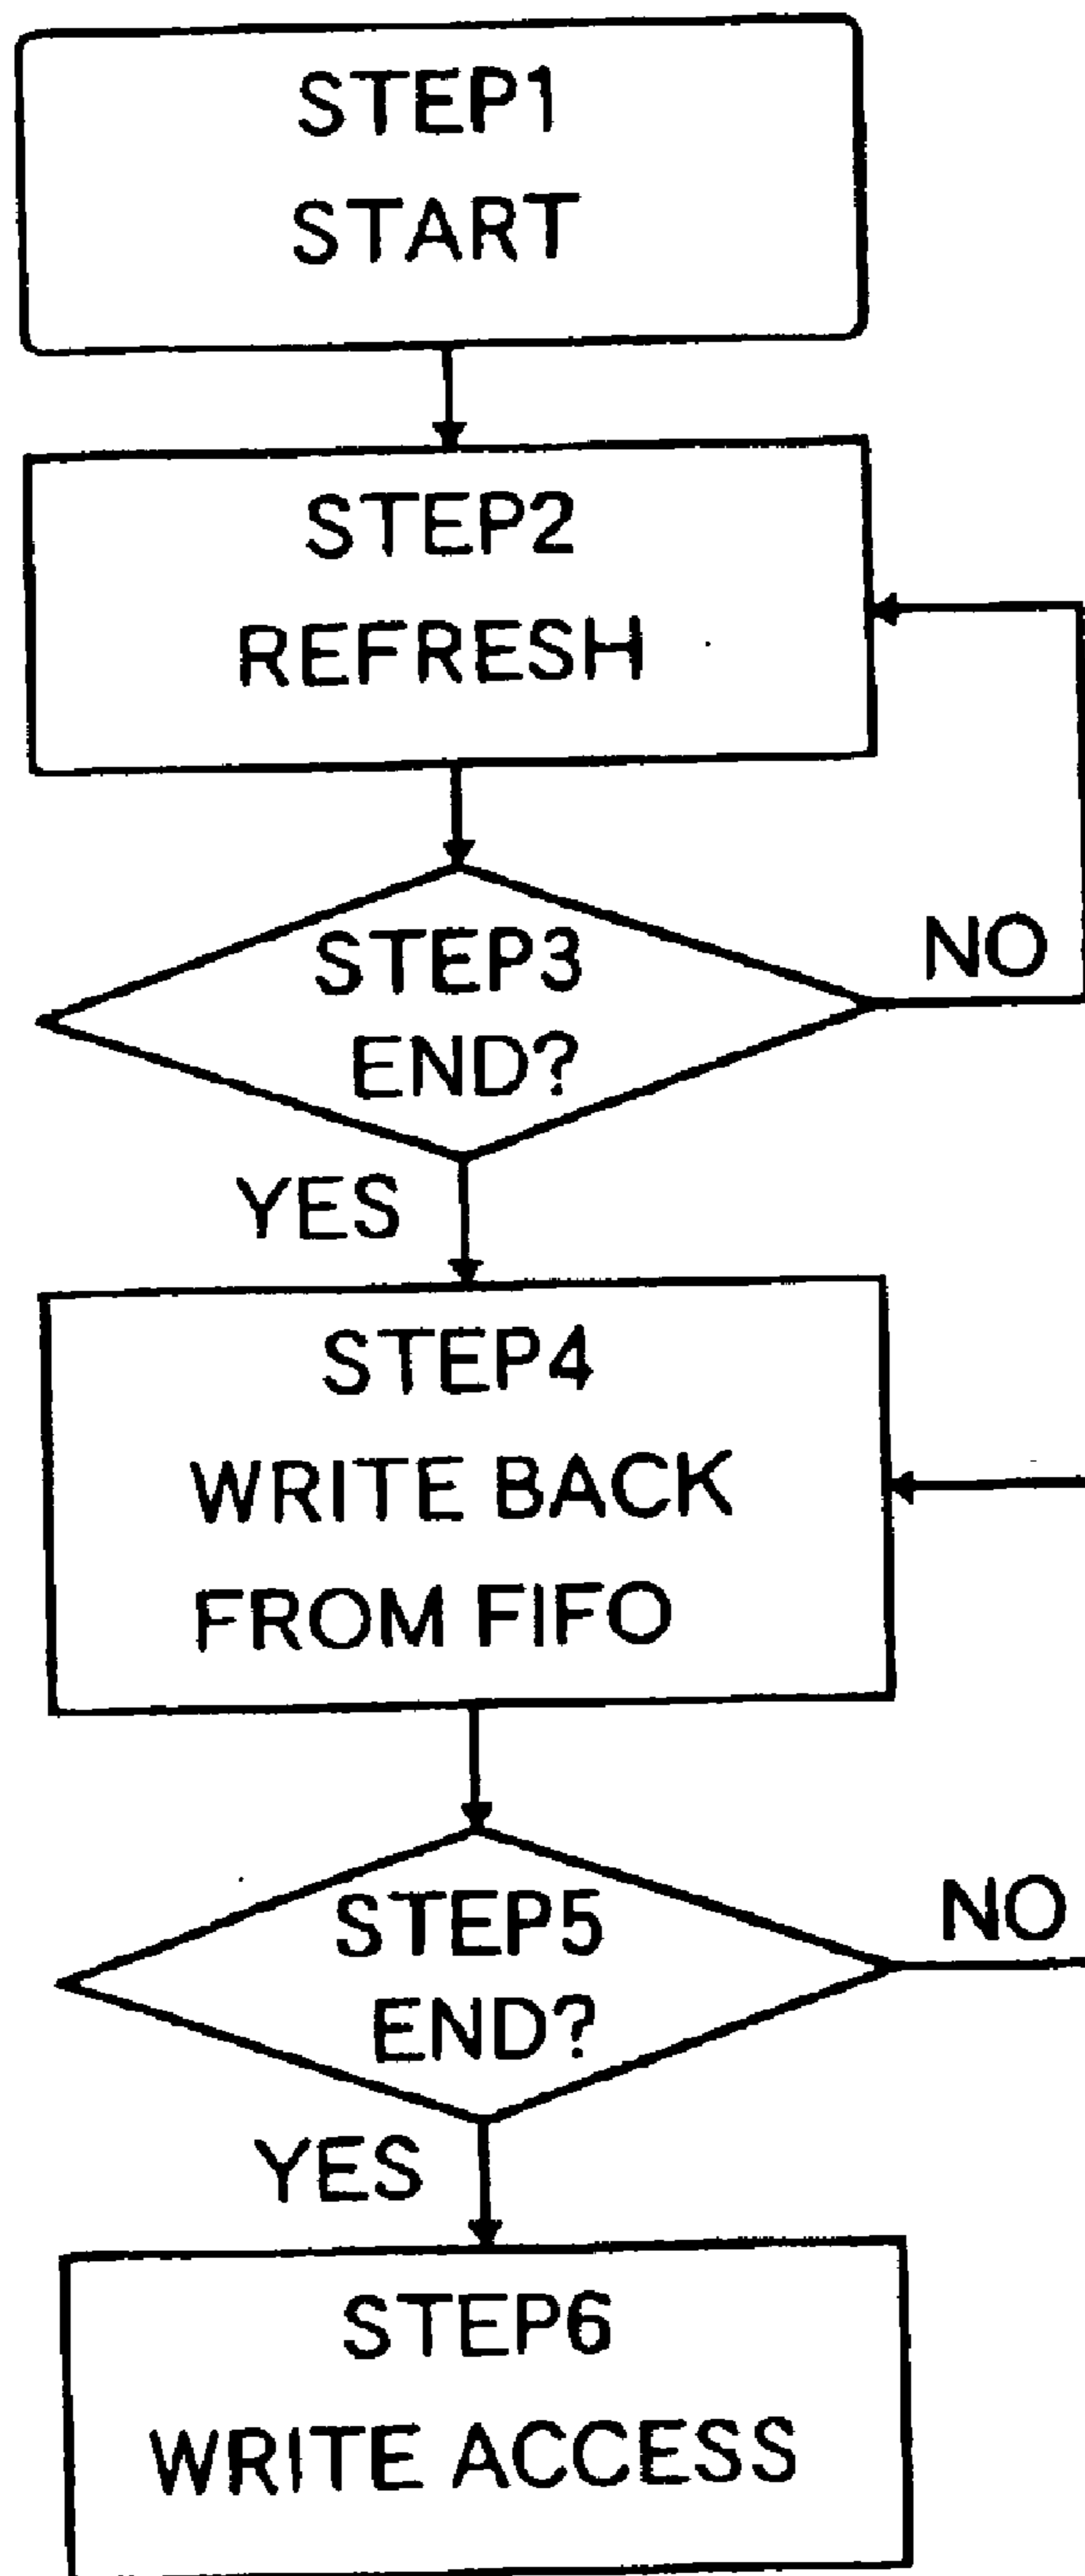 STEP1
START
STEP2
REFRESH
STEP3
END?
NO
YES
STEP4
WRITE BACK
FROM FIFO
STEP5
END?
NO
YES
STEP6
WRITE ACCESS